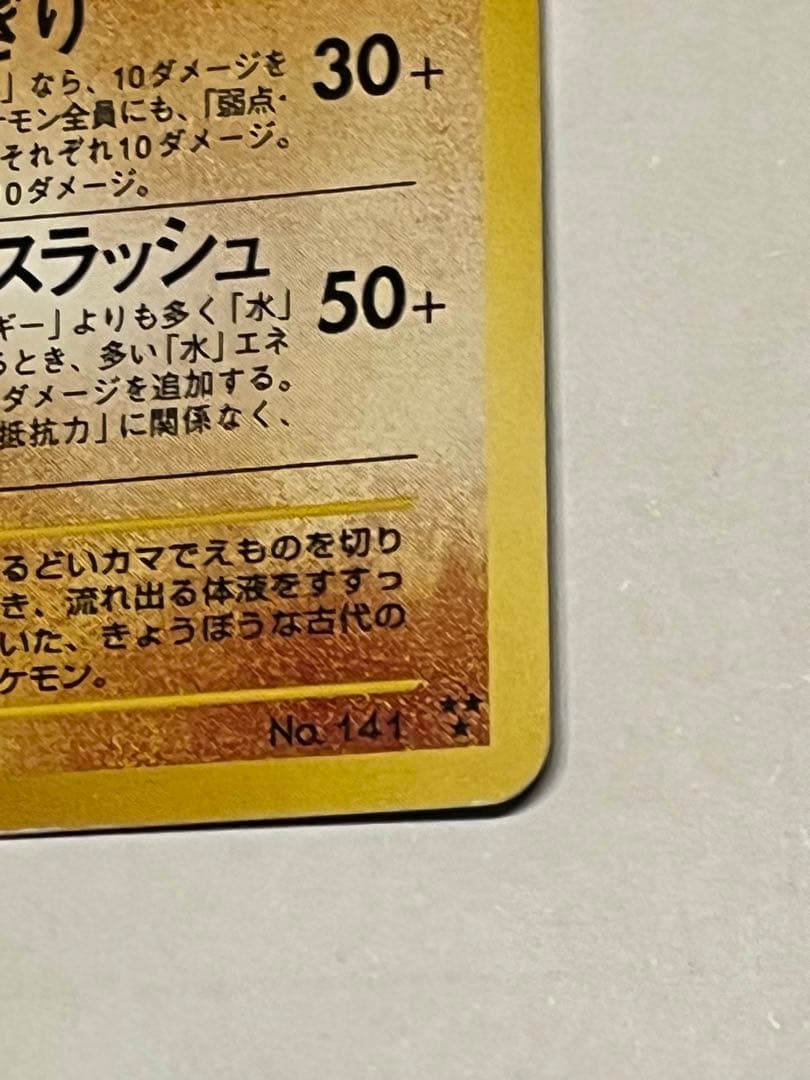 ぎり
」なら、10ダメージを
ケモン全員にも、「弱点・
それぞれ10ダメージ。
0ダメージ。
30+
スラッシュ
ギー」よりも多く「水」
るとき、多い「水」エネ
ダメージを追加する。
抵抗力」に関係なく、
50+
るどいカマでえものを切り
き、流れ出る体液をすすっ
いた、きょうぼうな古代の
ケモン。
No. 141 ★★★